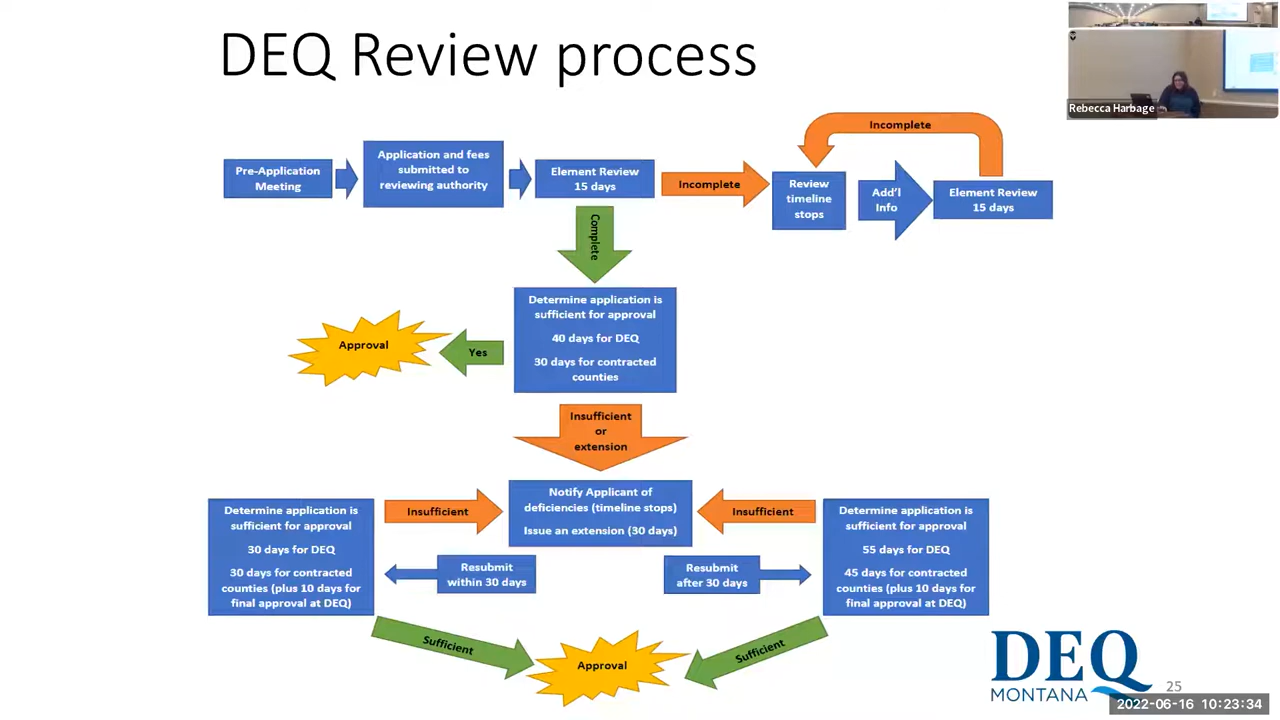 DEQ Review process
Rebecca Harbage
Incomplete
Pre-Application
Meeting
Application and fees
submitted to
reviewing authority
Element Review
15 days
Incomplete
Review
timeline
stops
Add'l
Info
Element Review
15 days
Complete
Determine application is
sufficient for approval
40 days for DEQ
30 days for contracted
counties
Yes
Approval
Insufficient
or
extension
Notify Applicant of
deficiencies (timeline stops)
Issue an extension (30 days)
Insufficient
Insufficient
Determine application is
sufficient for approval
30 days for DEQ
30 days for contracted
counties (plus 10 days for
final approval at DEQ)
Resubmit
within 30 days
Resubmit
after 30 days
Determine application is
sufficient for approval
55 days for DEQ
45 days for contracted
counties (plus 10 days for
final approval at DEQ)
Sufficient
Approval
Sufficient
DEQ
MONTANA
25
2022-06-16 10:23:34